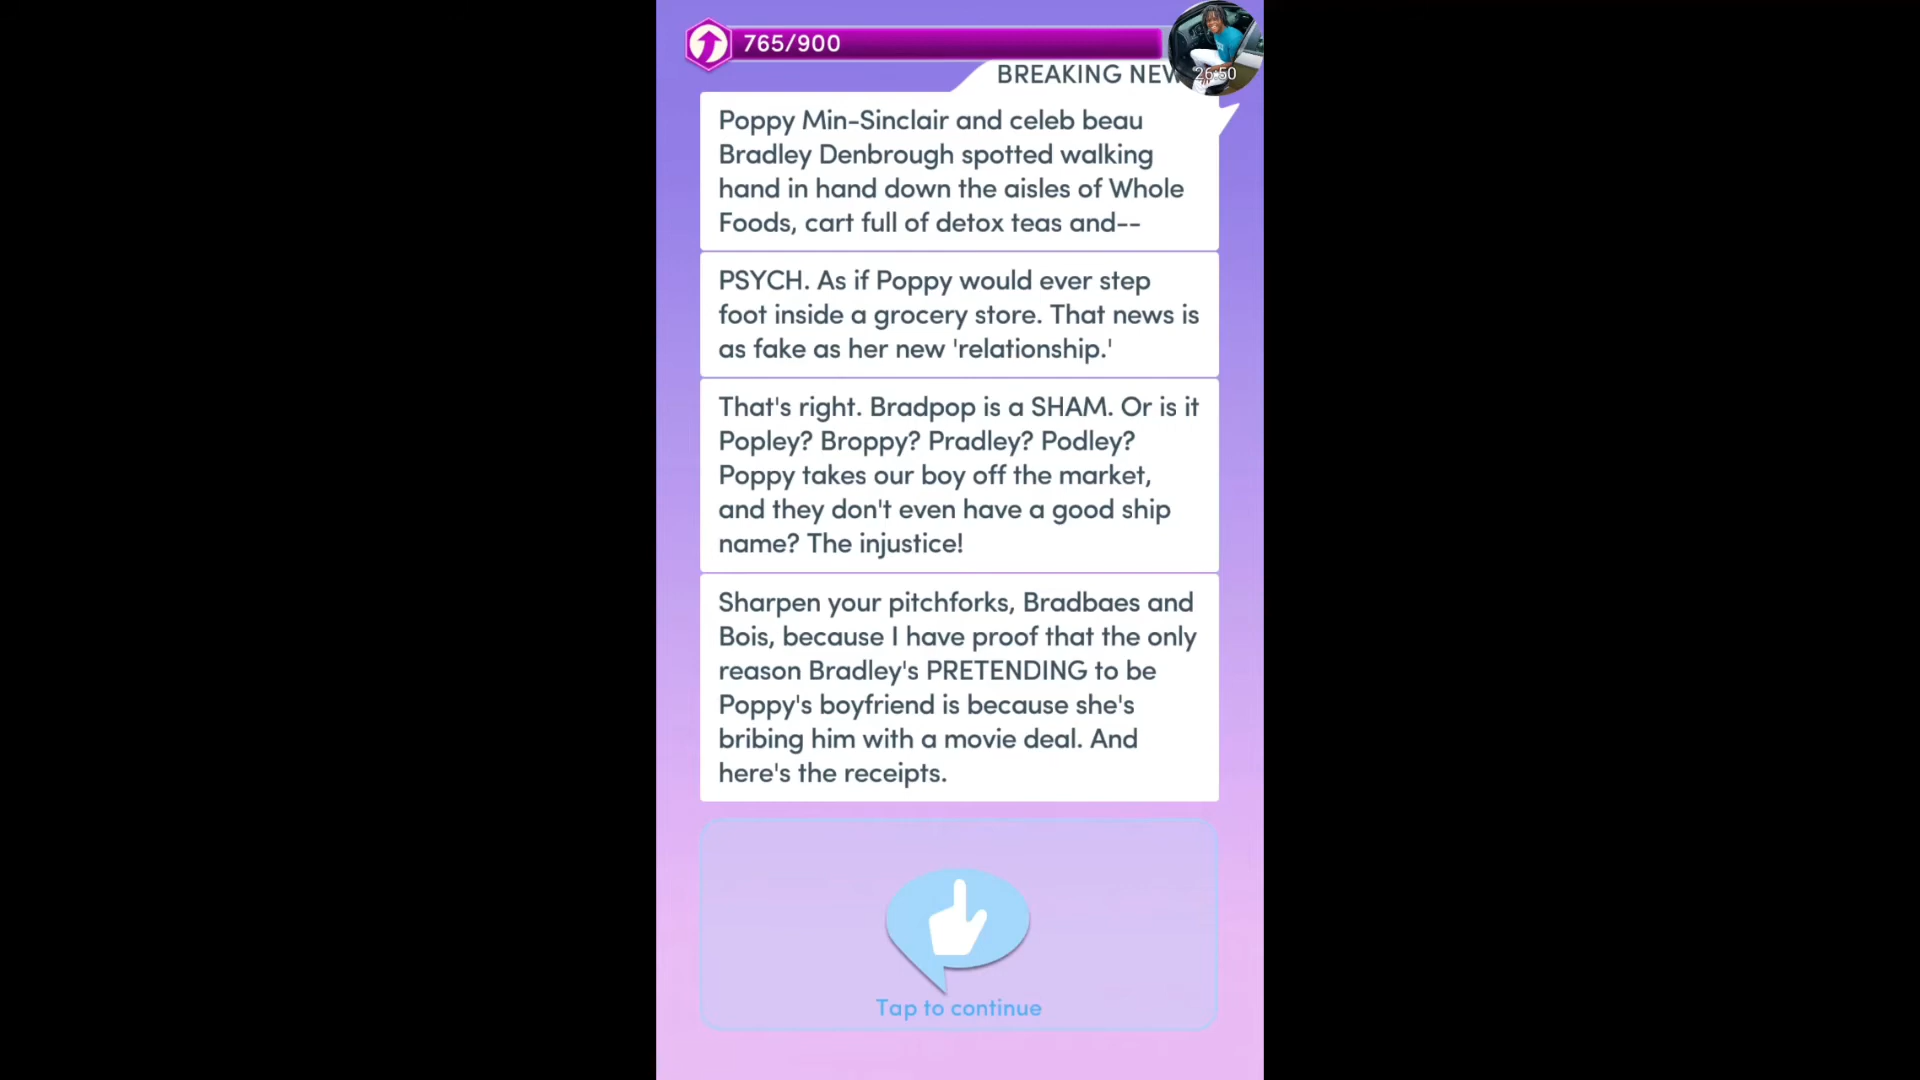 765/900
26:50
BREAKING NEW
Poppy Min-Sinclair and celeb beau
Bradley Denbrough spotted walking
hand in hand down the aisles of Whole
Foods, cart full of detox teas and--
PSYCH. As if Poppy would ever step
foot inside a grocery store. That news is
as fake as her new 'relationship.'
That's right. Bradpop is a SHAM. Or is it
Popley? Broppy? Pradley? Podley?
Poppy takes our boy off the market,
and they don't even have a good ship
name? The injustice!
Sharpen your pitchforks, Bradbaes and
Bois, because I have proof that the only
reason Bradley's PRETENDING to be
Poppy's boyfriend is because she's
bribing him with a movie deal. And
here's the receipts.
Tap to continue